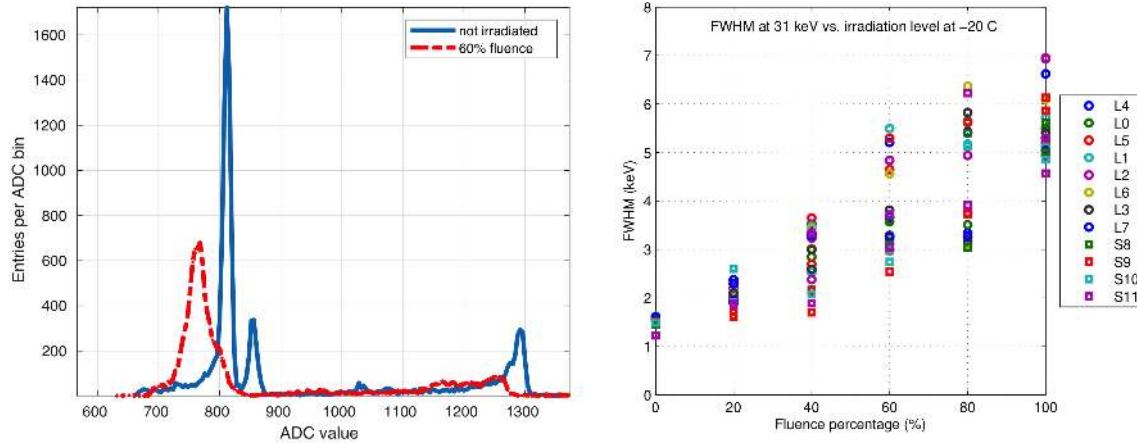 1600
1400
1200
1000
800
600
400
200
600 700 800 900 1000 1100 1200 1300
Entries per ADC bin
ADC value
not irradiated
60% fluence
FWHM at 31 keV vs. irradiation level at −20 C
8
7
6
5
4
3
2
1
0
0 20 40 60 80 100
FWHM (keV)
Fluence percentage (%)
L4
L0
L5
L1
L2
L6
L3
L7
S8
S9
S10
S11